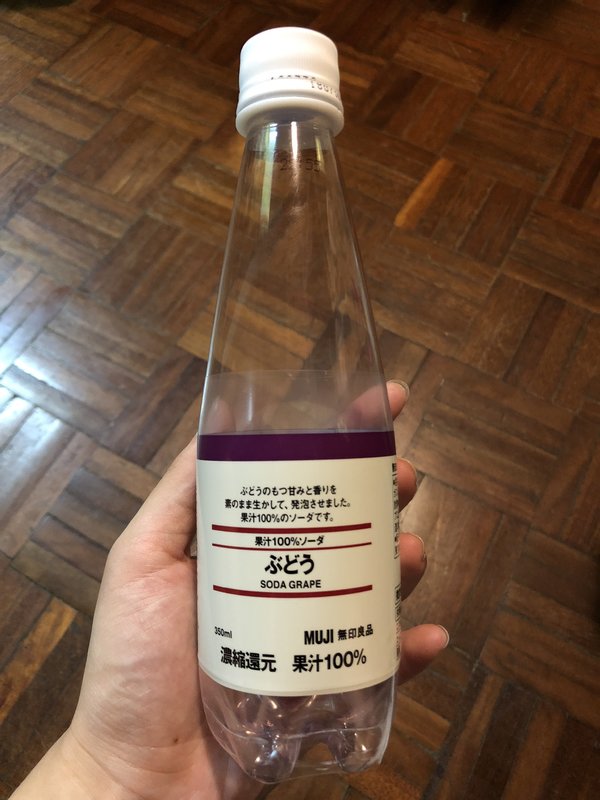 ぶどうのもつ甘みと香りを
素のまま生かして、発泡させました。
果汁100%のソーダです。
果汁100%ソーダ
ぶどう
SODA GRAPE
350ml
MUJI 無印良品
濃縮還元 果汁100%